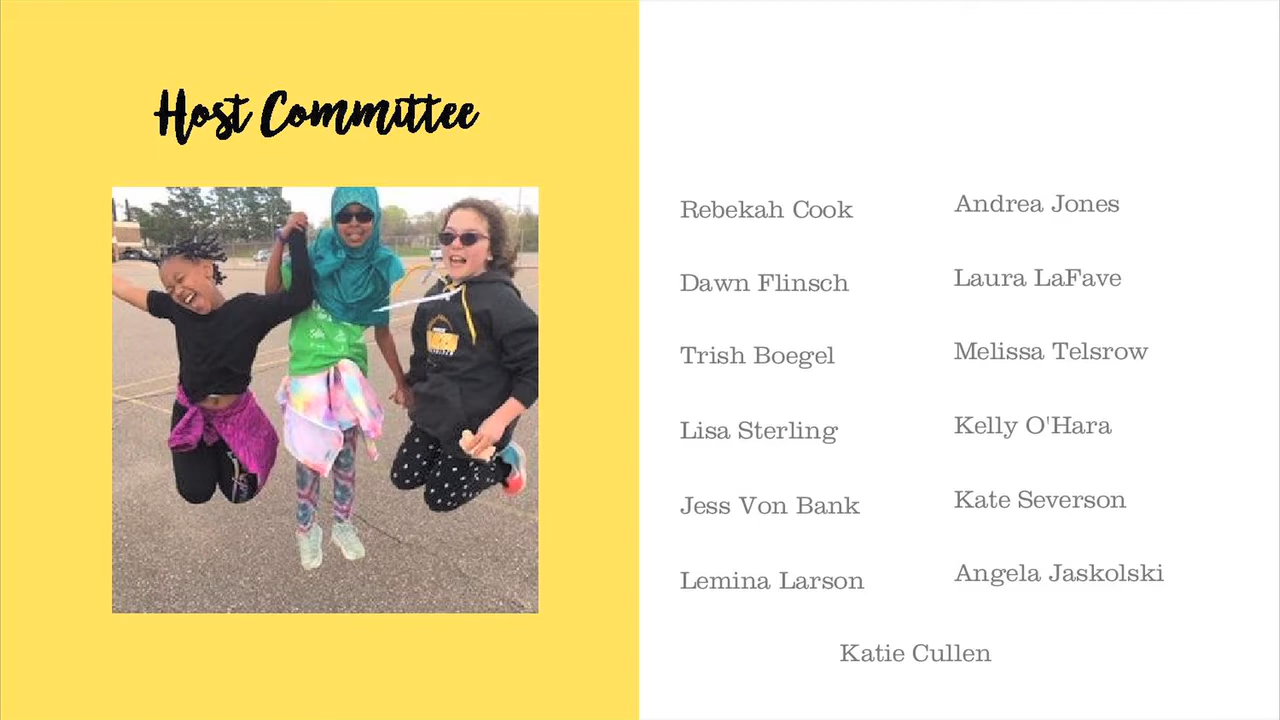 Host Committee
Rebekah Cook
Dawn Flinsch
Trish Boegel
Lisa Sterling
Jess Von Bank
Lemina Larson
Andrea Jones
Laura LaFave
Melissa Telsrow
Kelly O'Hara
Kate Severson
Angela Jaskolski
Katie Cullen